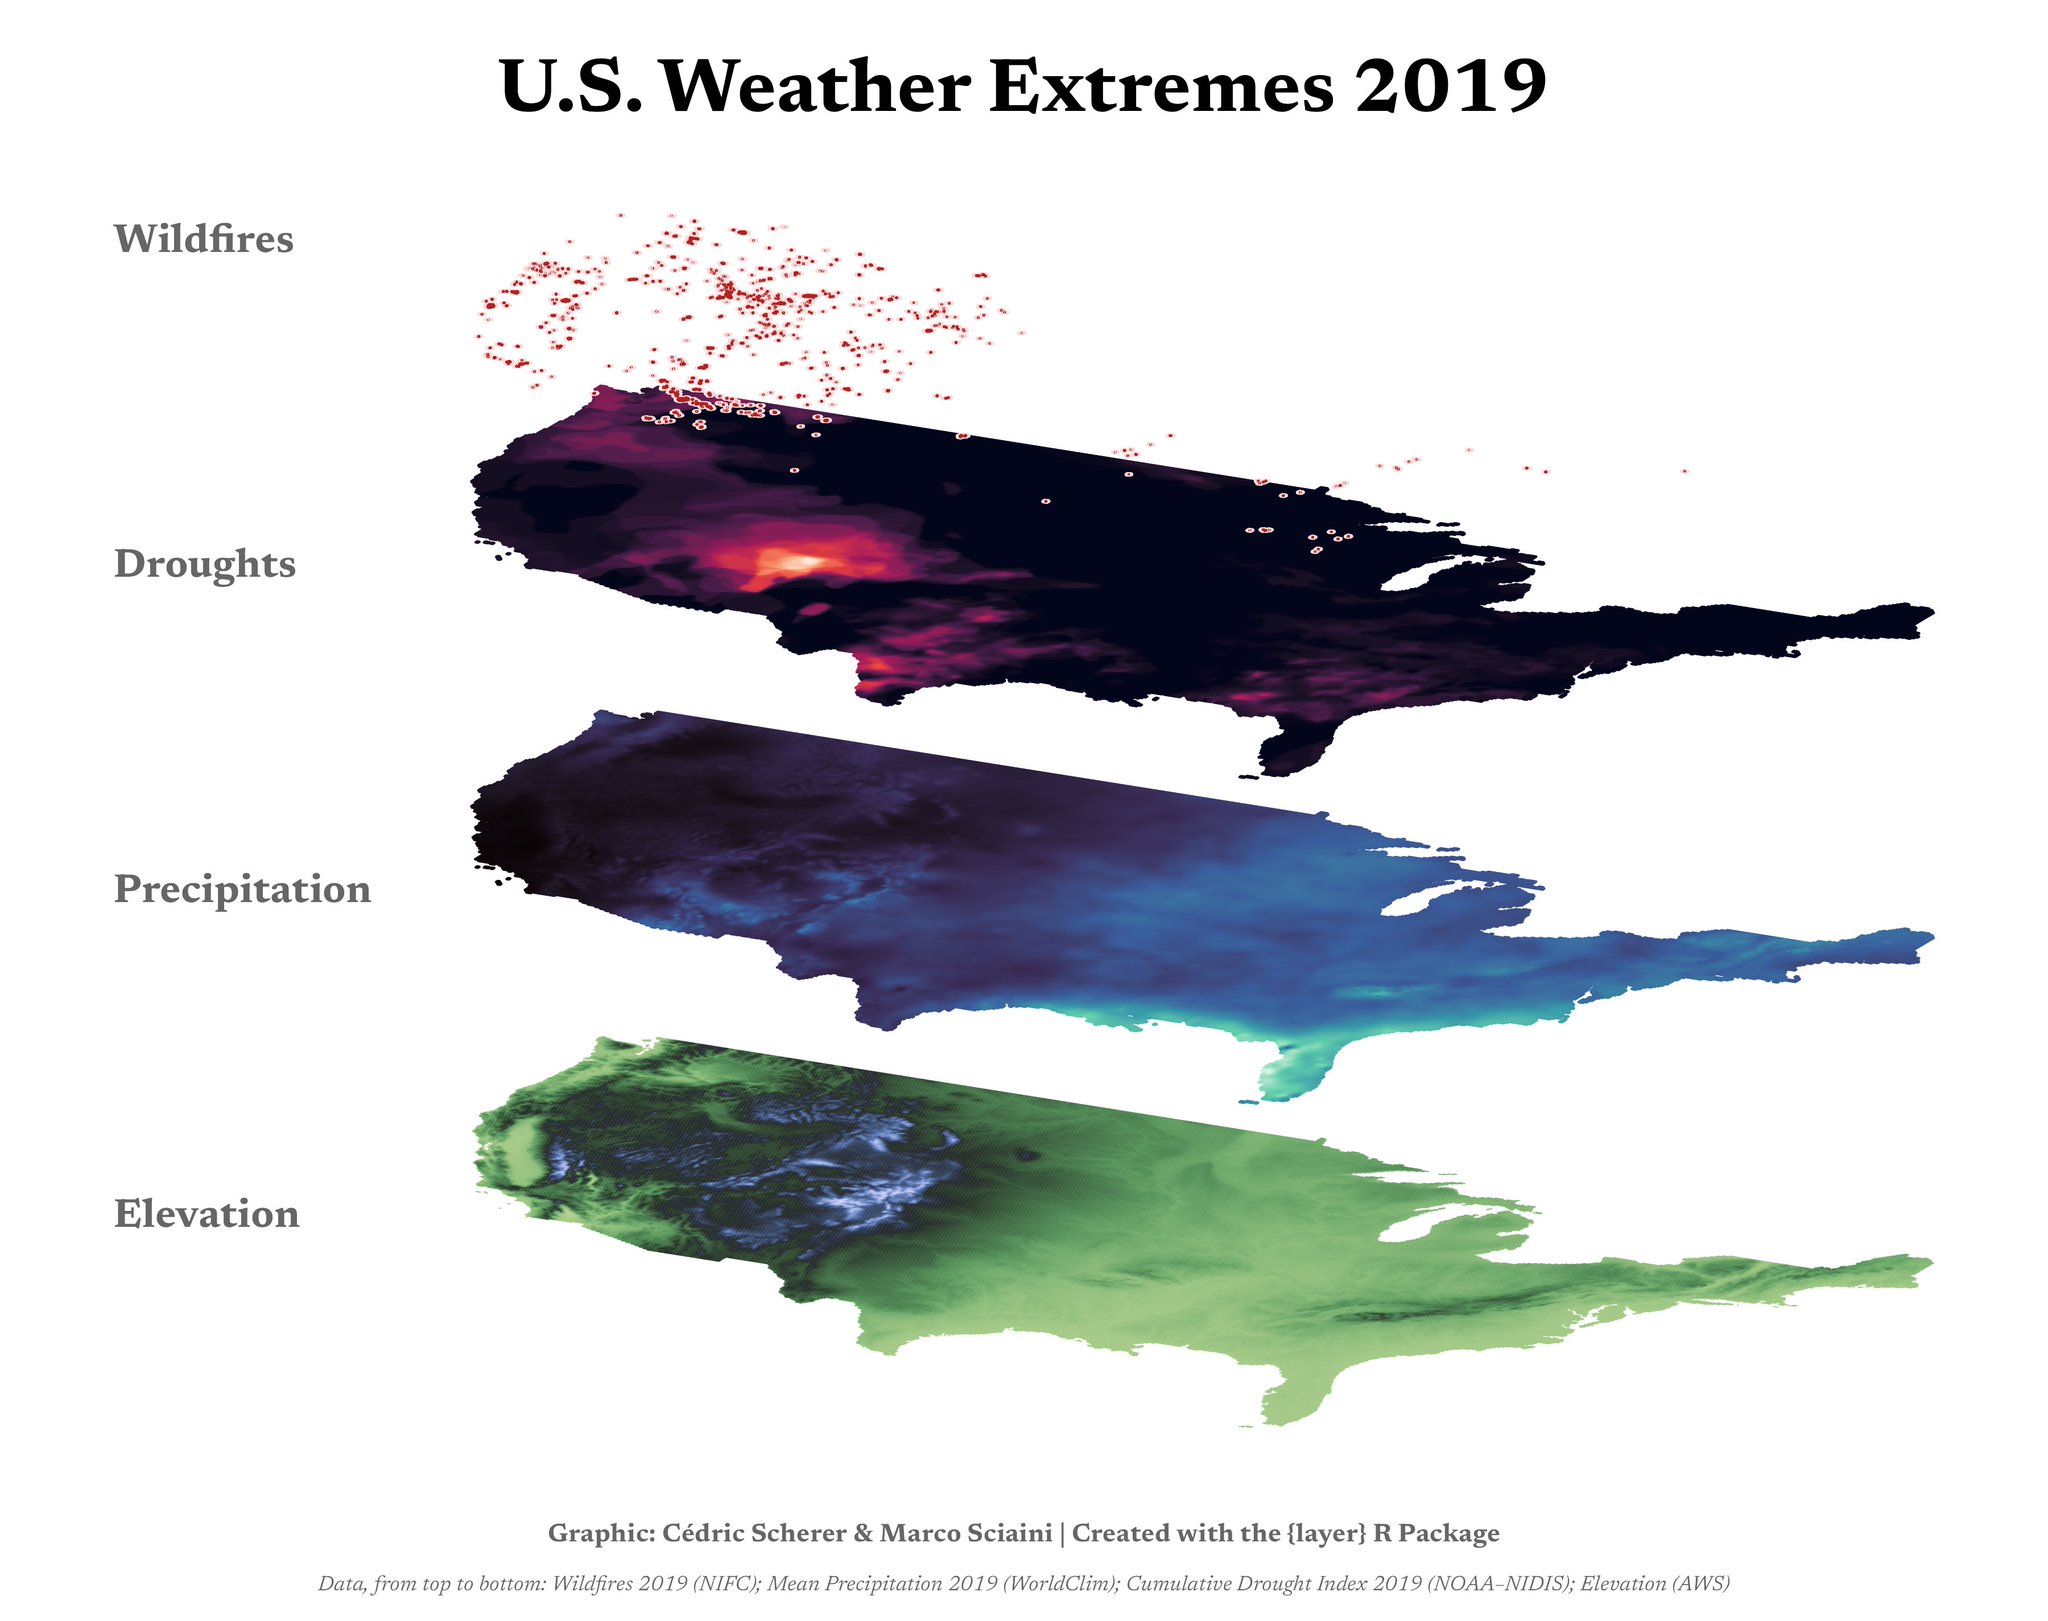 U.S. Weather Extremes 2019
Wildfires
Droughts
Precipitation
Elevation
Graphic: Cédric Scherer & Marco Sciaini | Created with the {layer} R Package
Data, from top to bottom: Wildfires 2019 (NIFC); Mean Precipitation 2019 (WorldClim); Cumulative Drought Index 2019 (NOAA–NIDIS); Elevation (AWS)